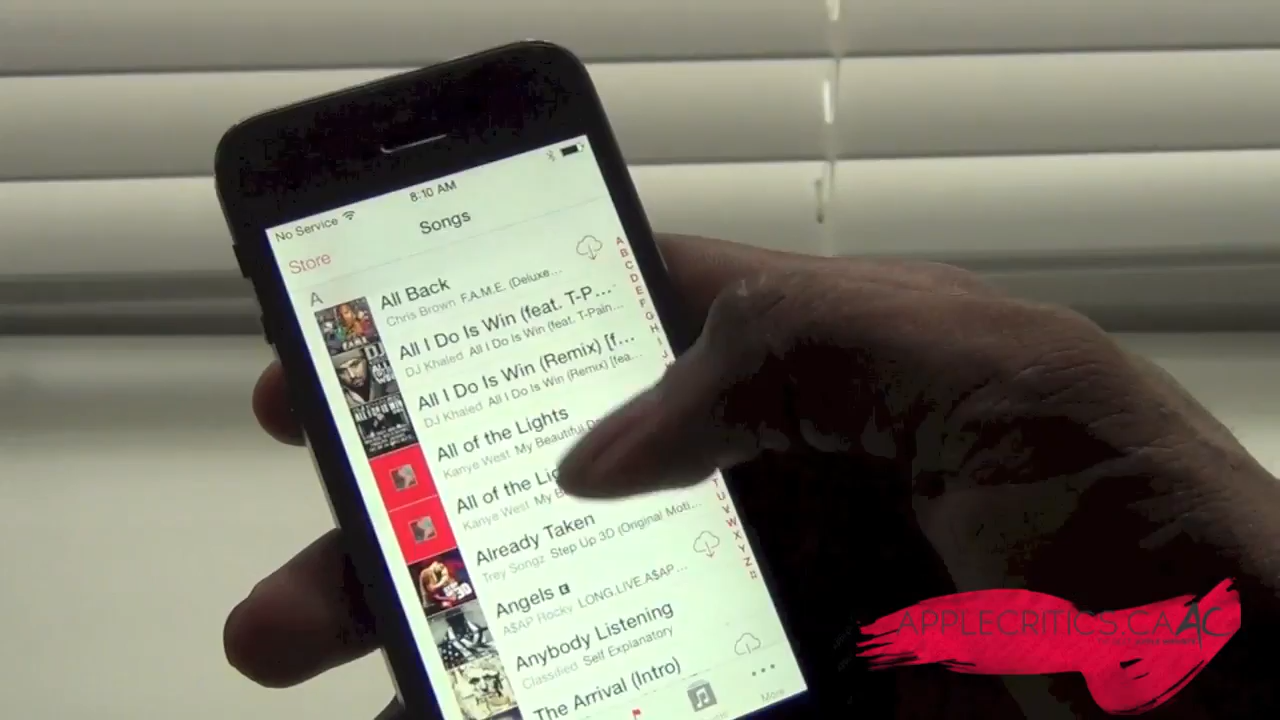 No Service
8:10 AM
Store
Songs
A
All Back
Chris Brown F.A.M.E. (Deluxe...
All I Do Is Win (feat. T-P...
DJ Khaled All I Do Is Win (feat. T-Pain...
All I Do Is Win (Remix) [f...
DJ Khaled All I Do Is Win (Remix) [fea...
All of the Lights
Kanye West My Beautiful
All of the
Kanye West My
Already Taken
Trey Songz Step Up 3D (Original Moti...
Angels E
A$AP Rocky LONG.LIVE.A$AP...
Anybody Listening
Classified Self Explanatory
The Arrival (Intro)
More
A
B
C
D
E
F
G
H
I
J
T
U
V
W
X
Y
Z
#
APPLECRITICS.CA AC